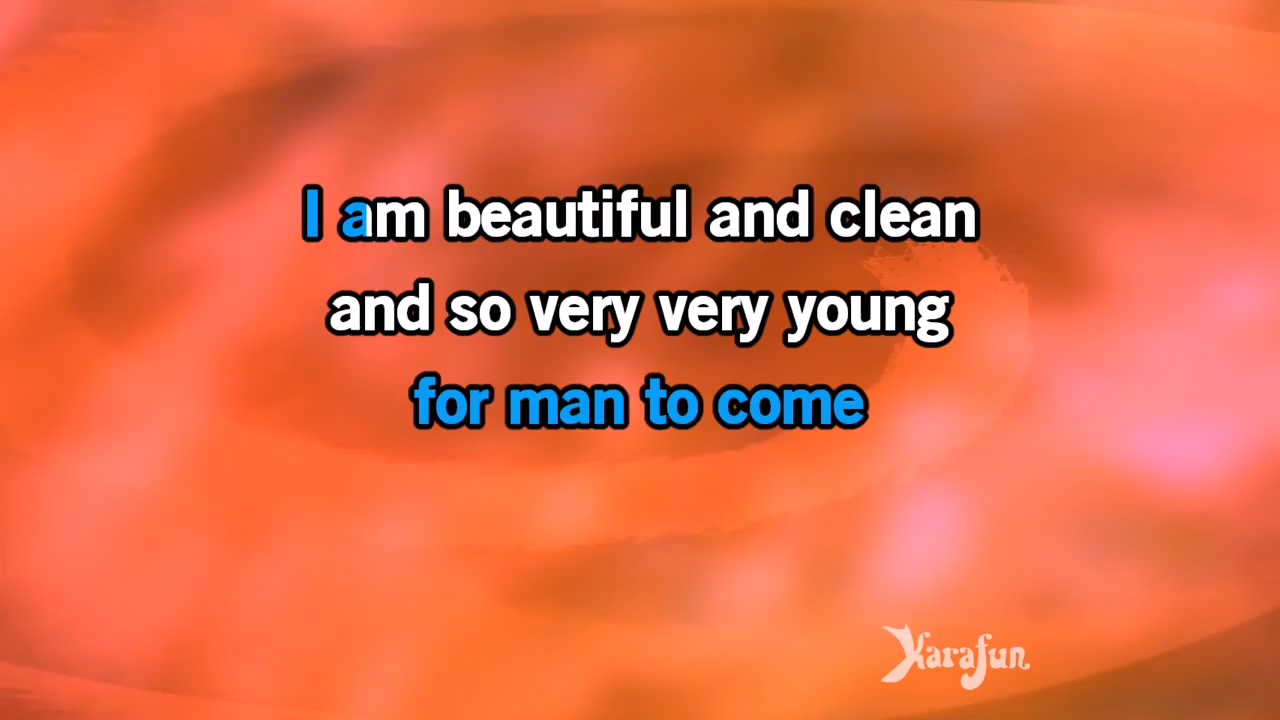 I am beautiful and clean
and so very very young
for man to come
Karafun